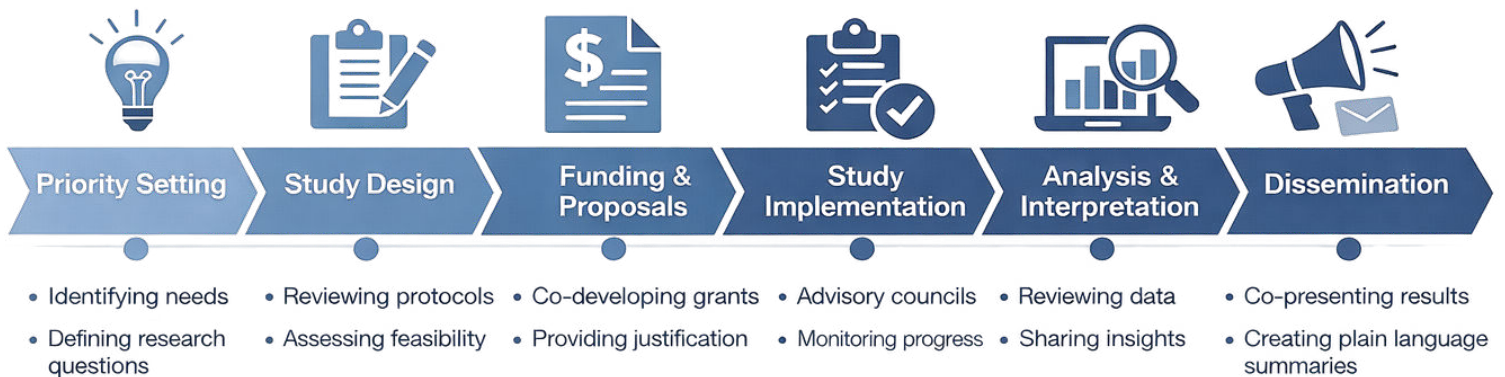 $
Priority Setting
Study Design
Funding &
Proposals
Study
Implementation
Analysis &
Interpretation
Dissemination
• Identifying needs
• Defining research
questions
• Reviewing protocols
• Assessing feasibility
• Co-developing grants
• Providing justification
• Advisory councils
• Monitoring progress
• Reviewing data
• Sharing insights
• Co-presenting results
• Creating plain language
summaries